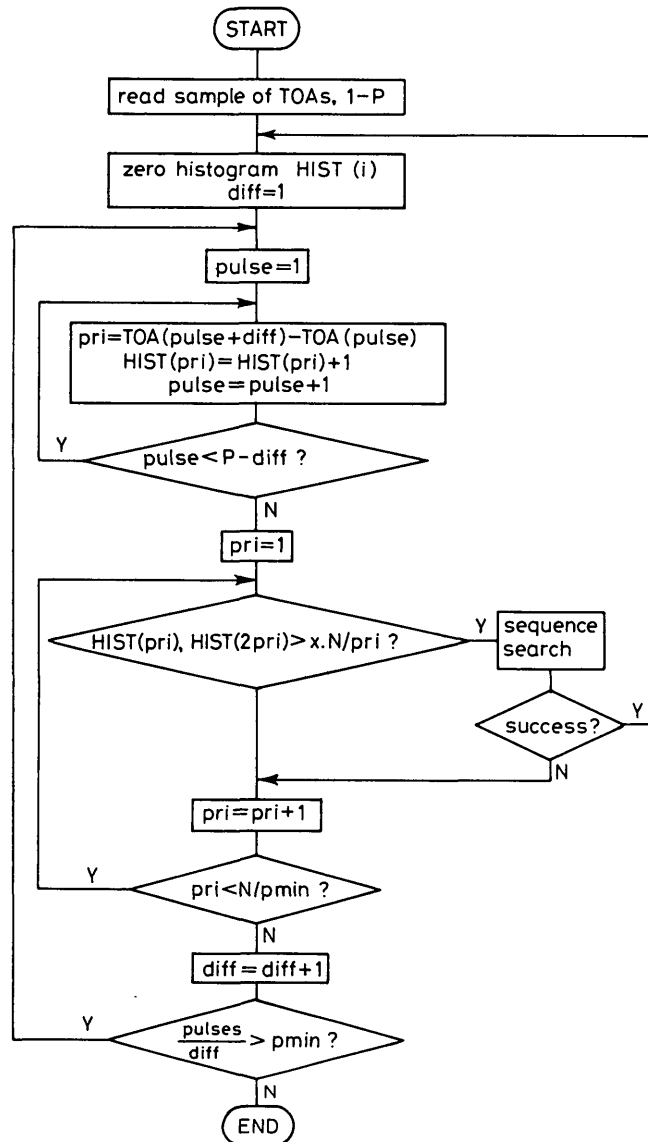 START
read sample of TOAs, 1-P
zero histogram HIST (i)
diff=1
pulse=1
pri=TOA(pulse+diff)-TOA(pulse)
HIST(pri)=HIST(pri)+1
pulse=pulse+1
Y
pulse<P-diff ?
N
pri=1
HIST(pri), HIST(2pri)>x.N/pri ?
Y
sequence
search
success?
Y
N
pri=pri+1
Y
pri<N/pmin ?
N
diff=diff+1
Y
pulses
diff
> pmin ?
N
END